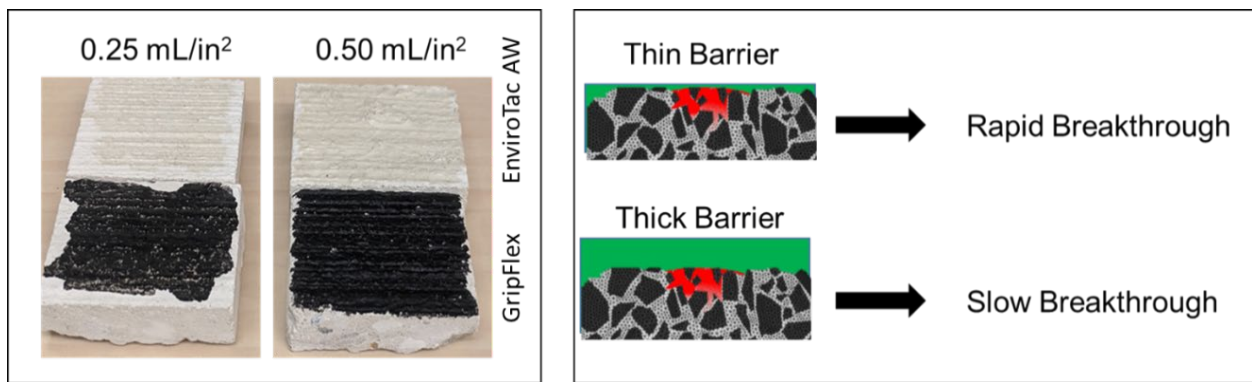 0.25 mL/in²
0.50 mL/in²
EnviroTac AW
GripFlex
Thin Barrier
Rapid Breakthrough
Thick Barrier
Slow Breakthrough